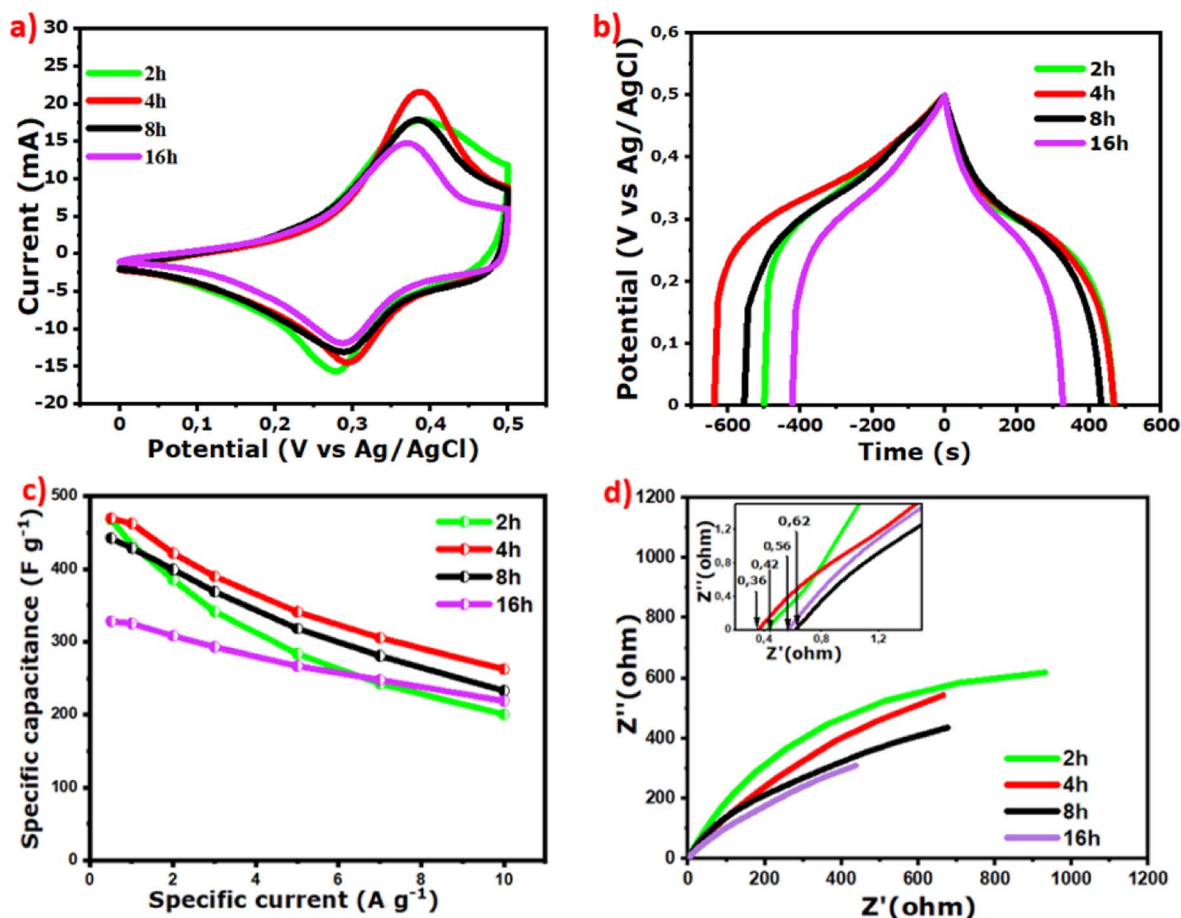 a)
Current (mA)
30
25
20
15
10
5
0
-5
-10
-15
-20
2h
4h
8h
16h
0
0,1
0,2
0,3
0,4
0,5
Potential (V vs Ag/AgCl)
b)
Potential (V vs Ag/AgCl)
0,6
0,5
0,4
0,3
0,2
0,1
0
2h
4h
8h
16h
-600
-400
-200
0
200
400
600
Time (s)
c)
Specific capacitance (F g⁻¹)
500
400
300
200
100
0
2h
4h
8h
16h
2
4
6
8
10
Specific current (A g⁻¹)
d)
Z''(ohm)
1200
1000
800
600
400
200
0
Z''(ohm)
1,2
0,8
0,4
0
0,62
0,56
0,42
0,36
0,4
0,8
1,2
Z'(ohm)
2h
4h
8h
16h
0
200
400
600
800
1000
1200
Z'(ohm)